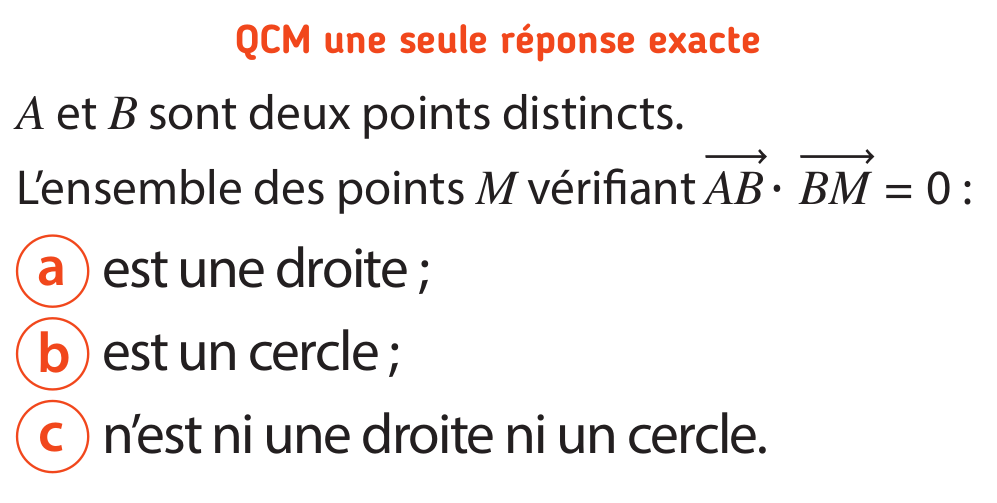 QCM une seule réponse exacte
A et B sont deux points distincts.
L’ensemble des points M vérifiant $\overrightarrow{AB} \cdot \overrightarrow{BM} = 0$ :
a est une droite ;
b est un cercle ;
c n’est ni une droite ni un cercle.